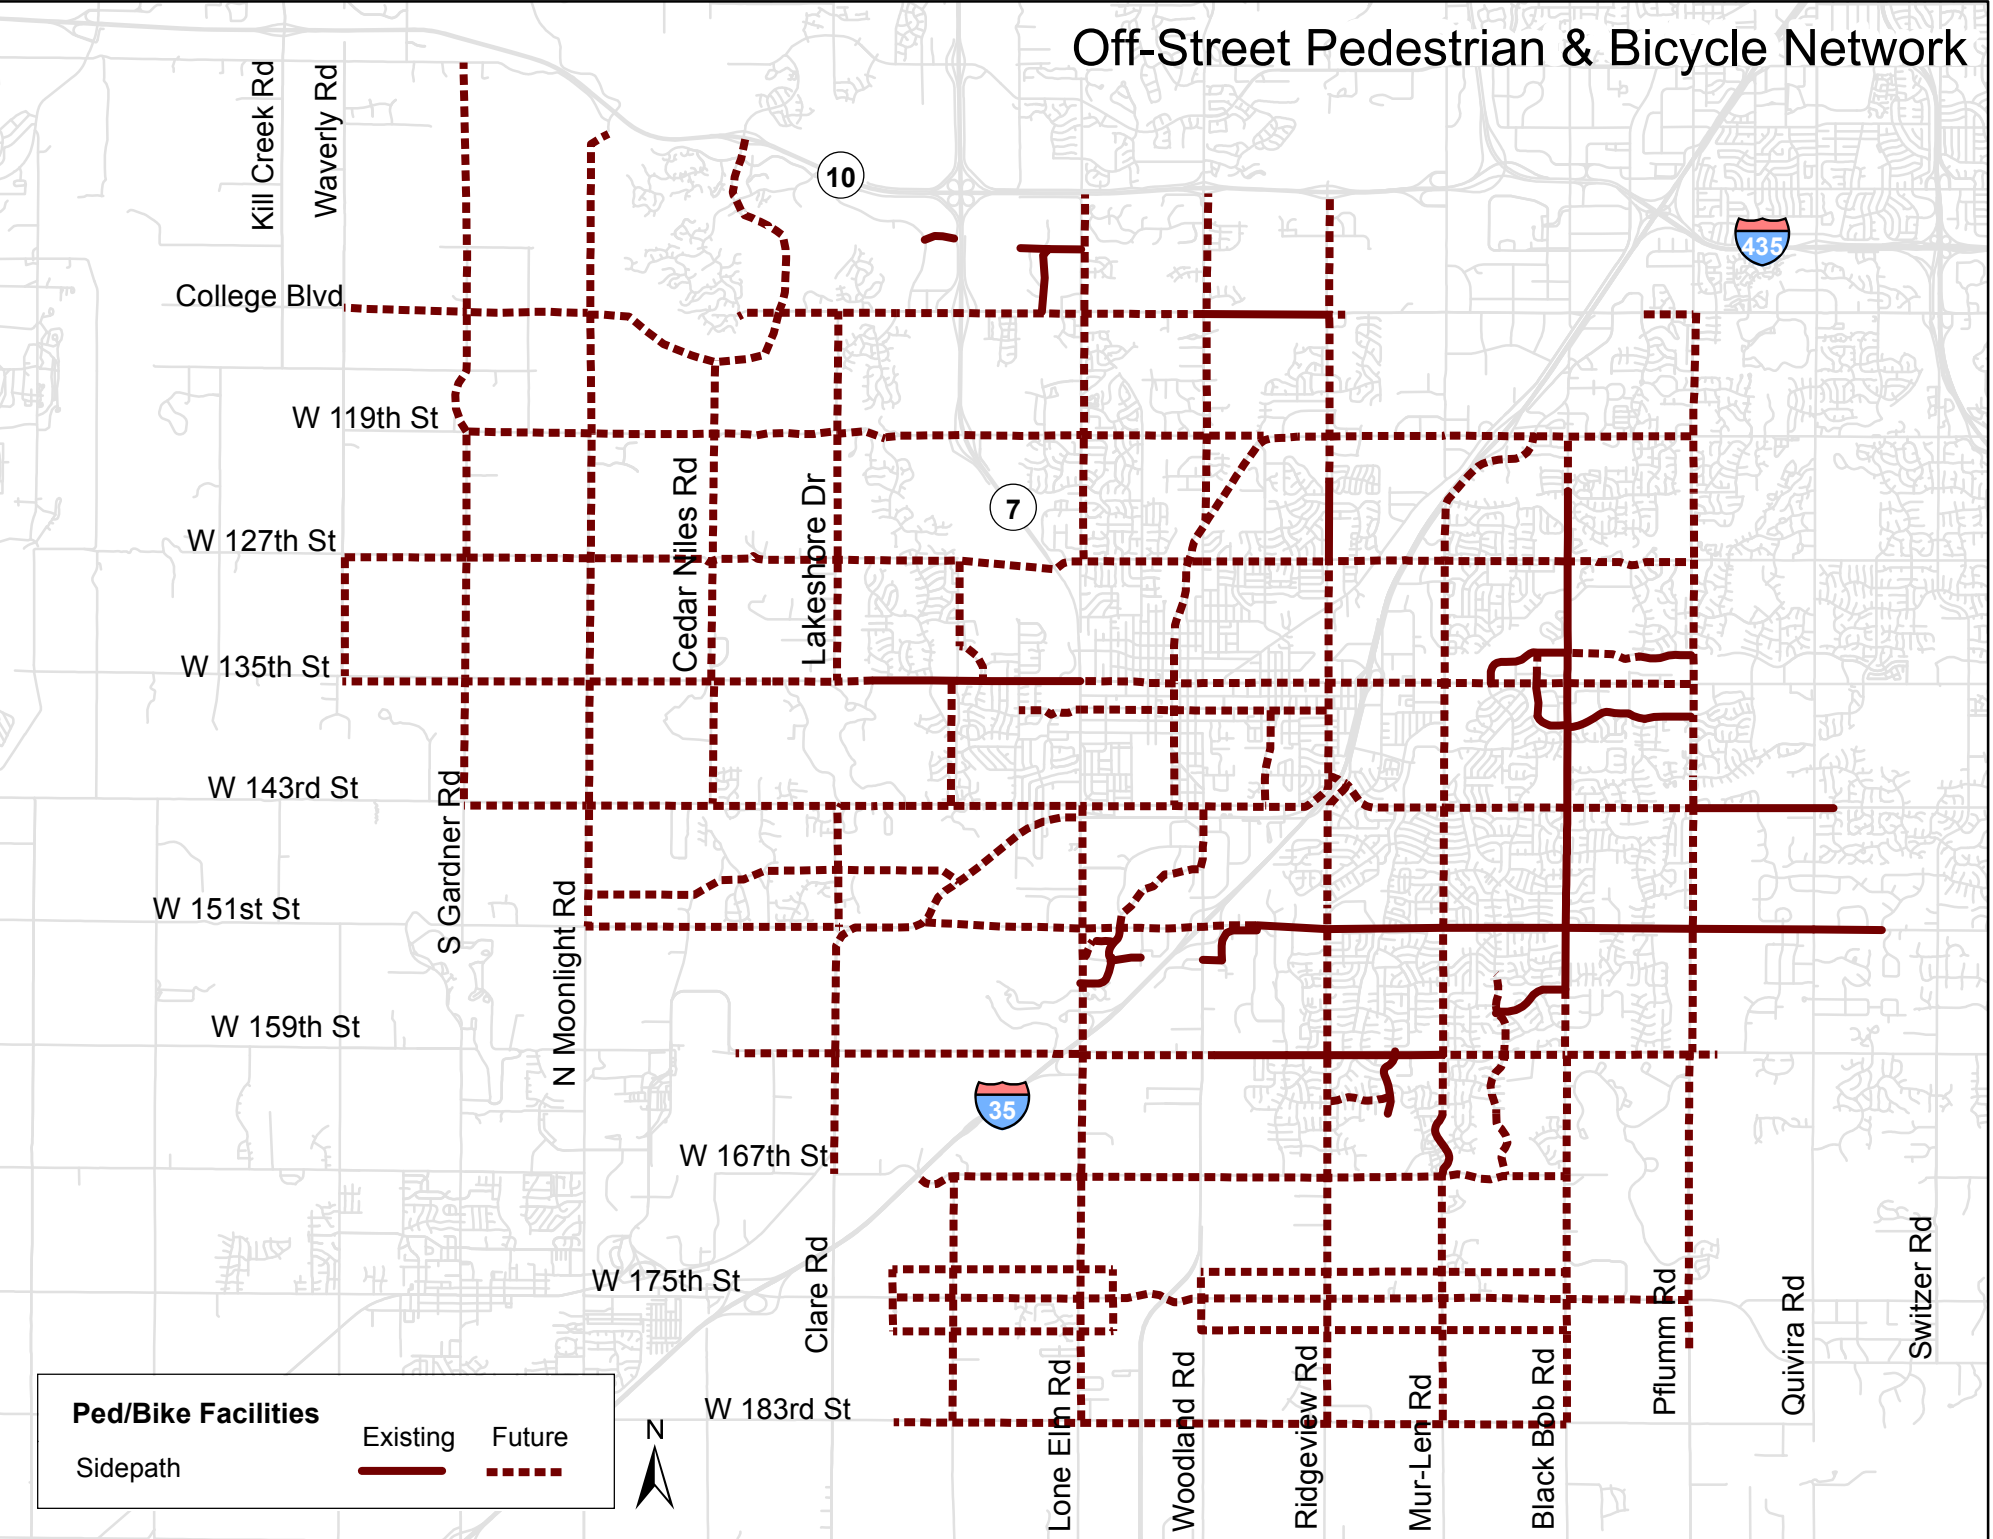 Off-Street Pedestrian & Bicycle Network
Kill Creek Rd
Waverly Rd
10
435
College Blvd
W 119th St
Cedar Niles Rd
Lakeshore Dr
7
W 127th St
W 135th St
W 143rd St
S Gardner Rd
W 151st St
N Moonlight Rd
W 159th St
35
W 167th St
Clare Rd
W 175th St
Switzer Rd
Pflumm Rd
Quivira Rd
W 183rd St
Lone Elm Rd
Woodland Rd
Ridgeview Rd
Mur-Len Rd
Black Bob Rd
Ped/Bike Facilities
Existing
Future
Sidepath
N